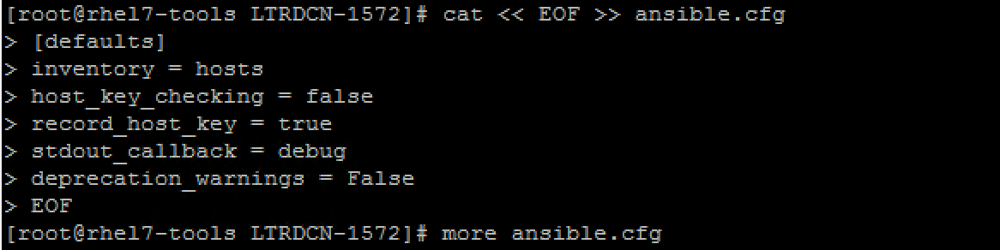 [root@rhel7-tools LTRDCN-1572]# cat << EOF >> ansible.cfg
> [defaults]
> inventory = hosts
> host_key_checking = false
> record_host_key = true
> stdout_callback = debug
> deprecation_warnings = False
> EOF
[root@rhel7-tools LTRDCN-1572]# more ansible.cfg